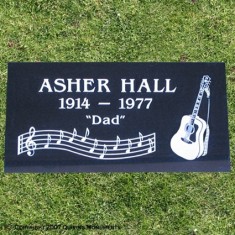 ASHER HALL
1914 – 1977
"Dad"